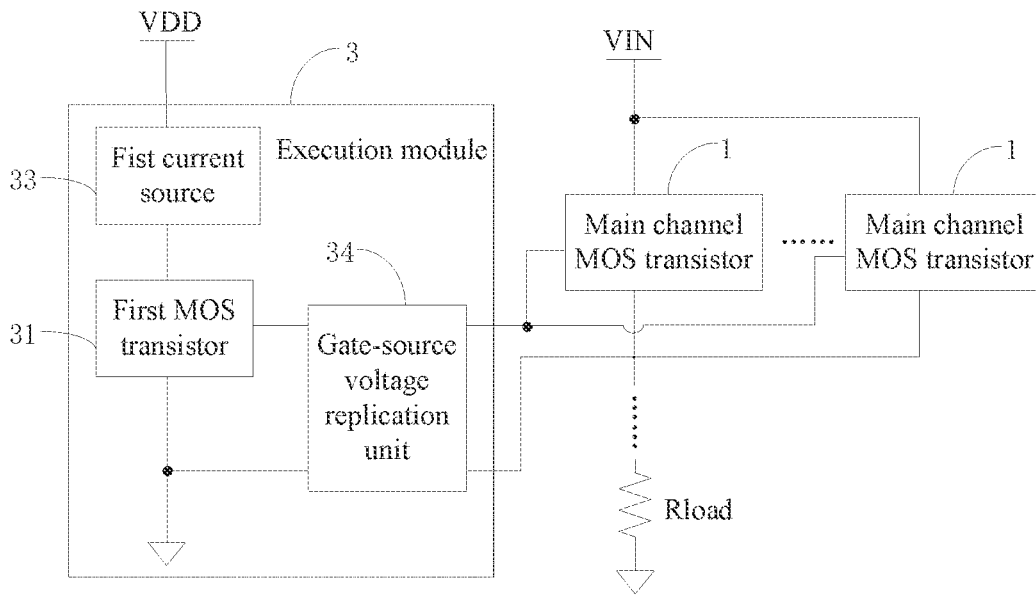 VDD
3
VIN
Fist current
source
Execution module
33
1
1
Main channel
MOS transistor
Main channel
MOS transistor
34
First MOS
transistor
31
Gate-source
voltage
replication
unit
Rload